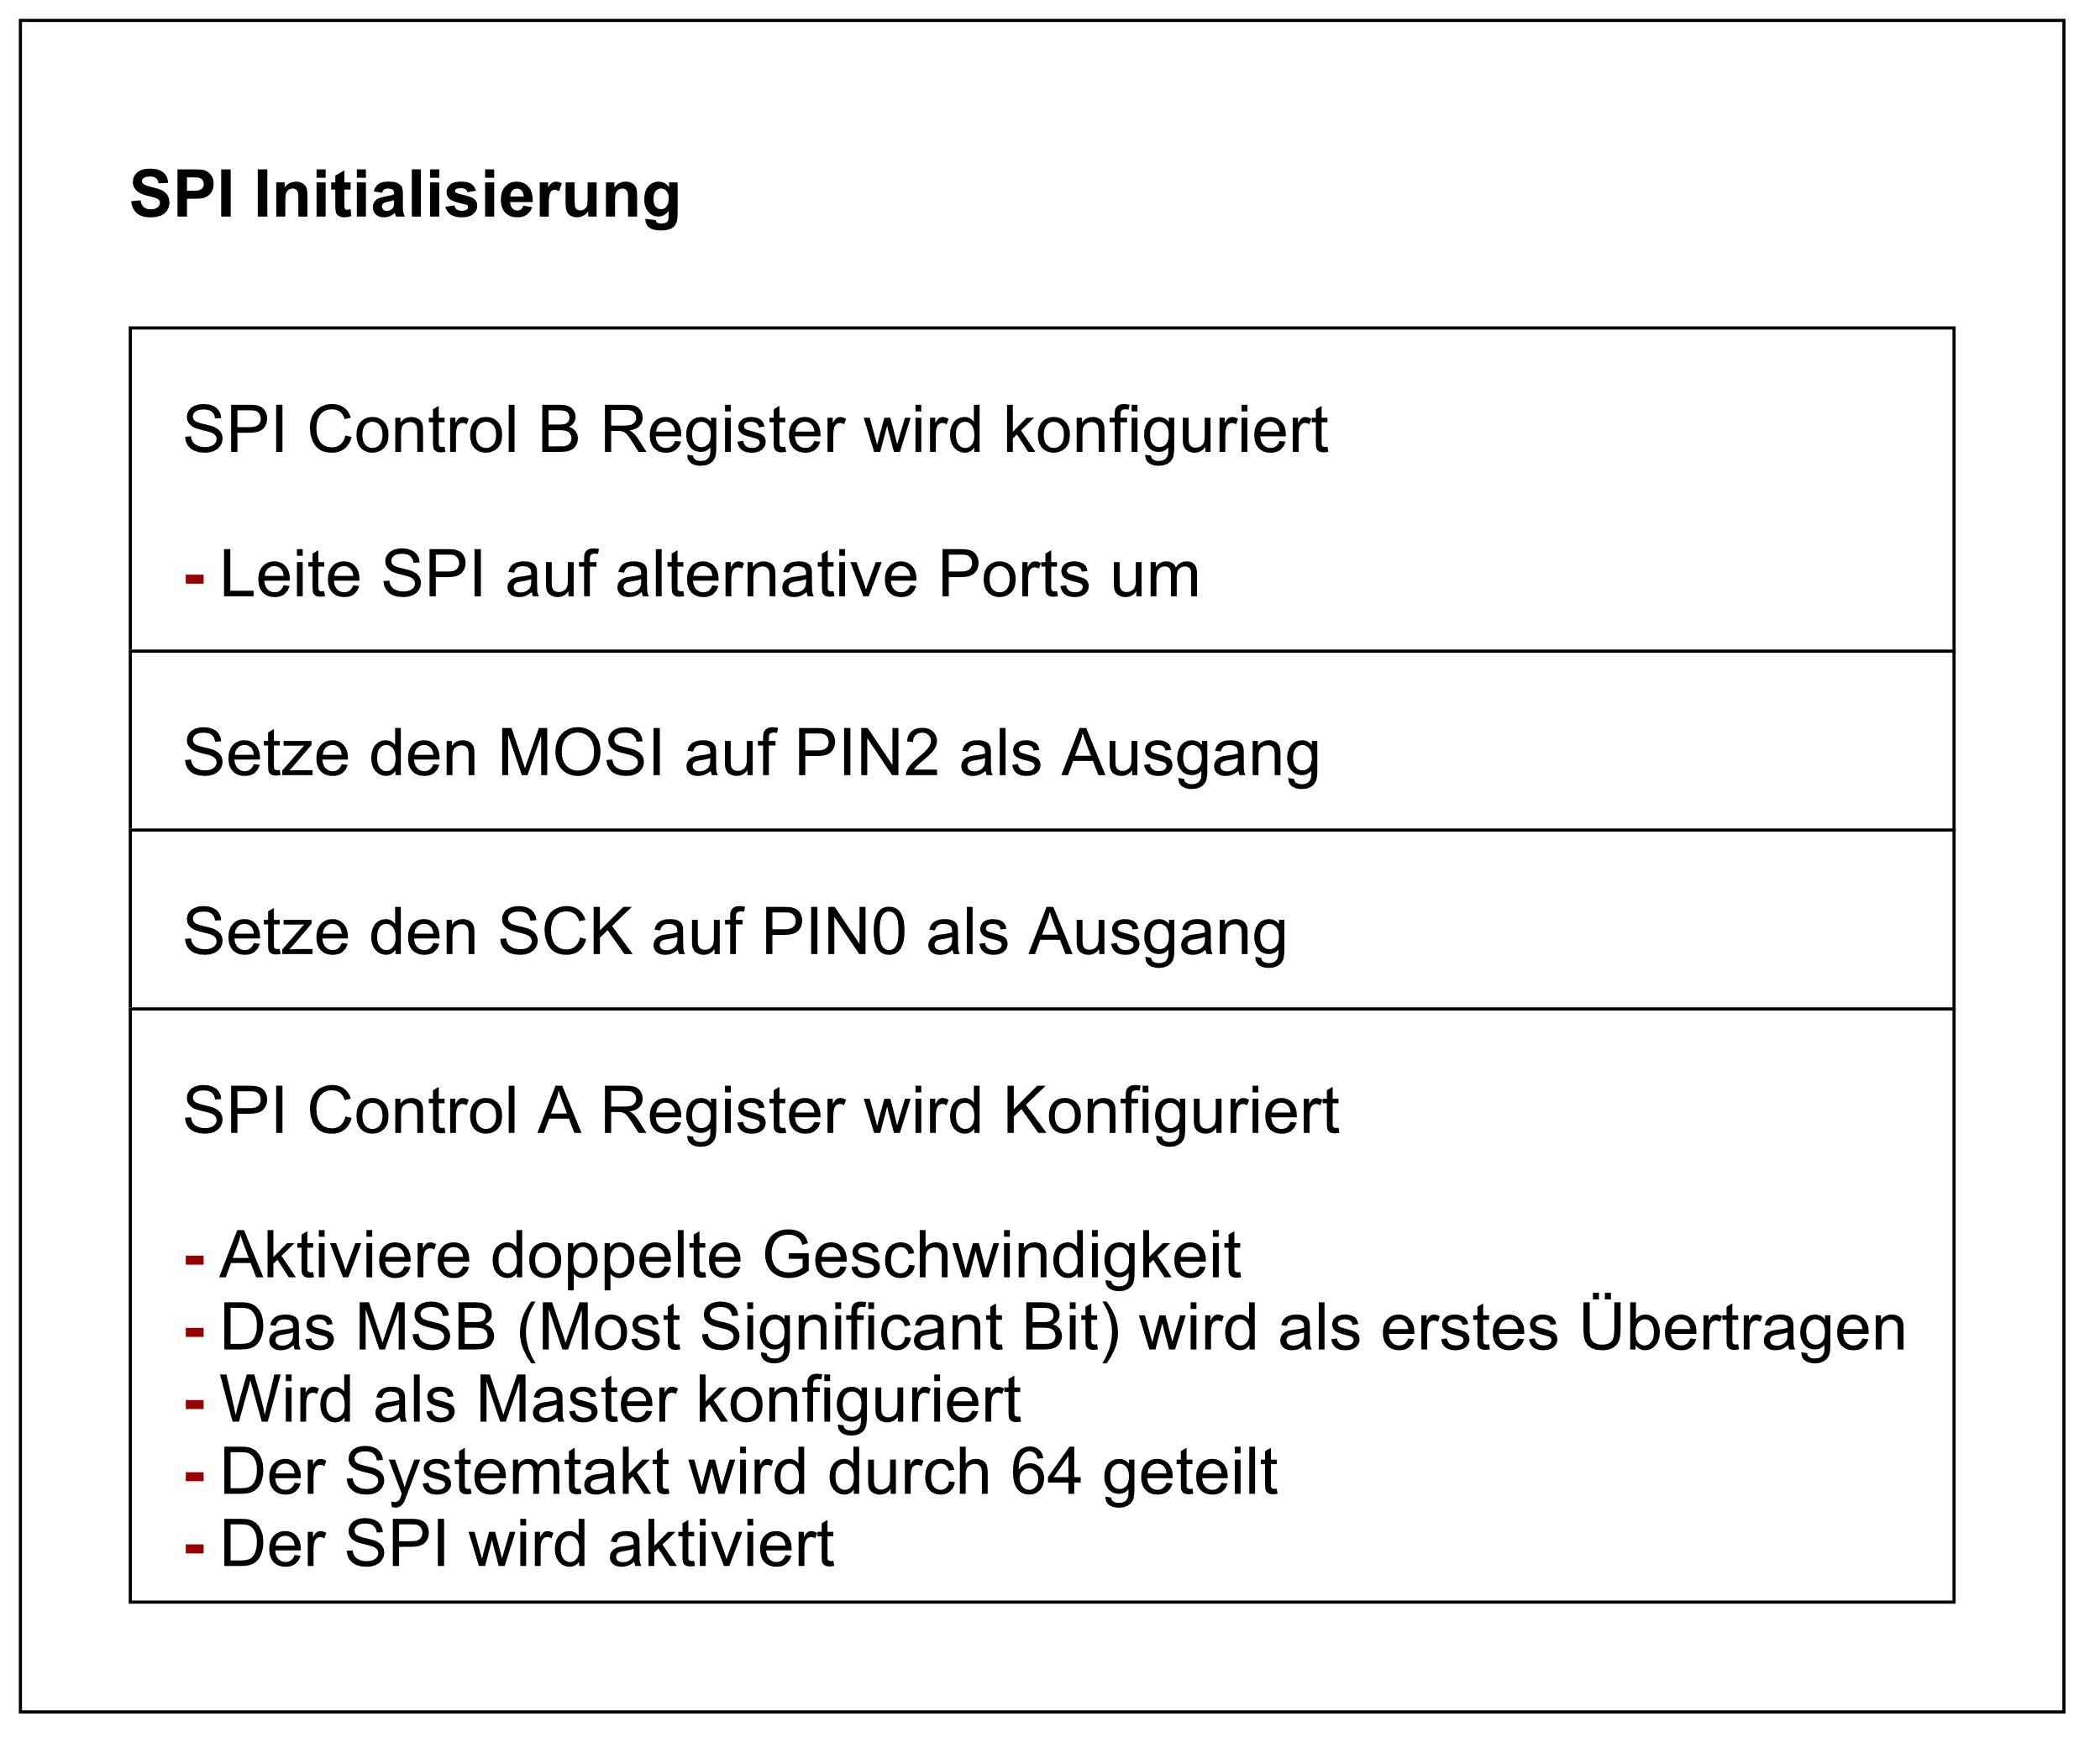 SPI Initialisierung
SPI Control B Register wird konfiguriert
- Leite SPI auf alternative Ports um
Setze den MOSI auf PIN2 als Ausgang
Setze den SCK auf PIN0 als Ausgang
SPI Control A Register wird Konfiguriert
- Aktiviere doppelte Geschwindigkeit
- Das MSB (Most Significant Bit) wird als erstes Übertragen
- Wird als Master konfiguriert
- Der Systemtakt wird durch 64 geteilt
- Der SPI wird aktiviert